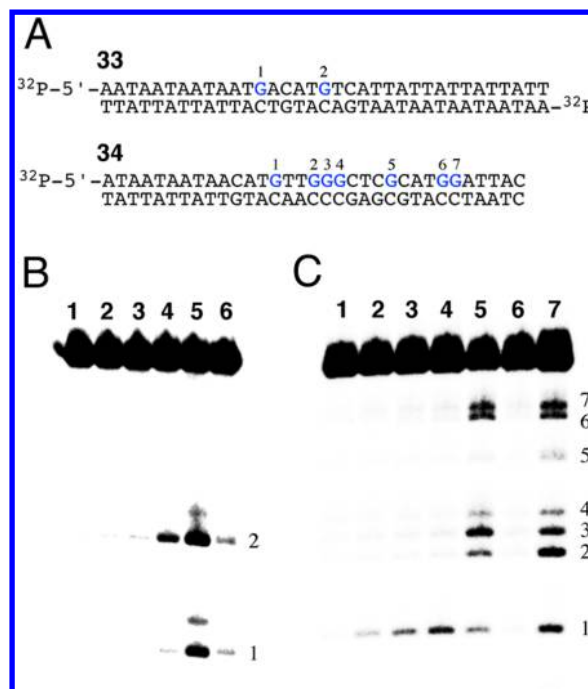 A
33
1 2
32P-5'-AATAATAATAATGACATGTCATTATTATTATTATT
TTATTATTATTACTGTACAGTAATAATAATAATAA-32P
34
1 2 3 4 5 6 7
32P-5'-ATAATAATAACATGTTGGGCTCGCATGGATTAC
TATTATTATTGTACAACCCGAGCGTACCTAATC
B
1 2 3 4 5 6
2
1
C
1 2 3 4 5 6 7
7
6
5
4
3
2
1